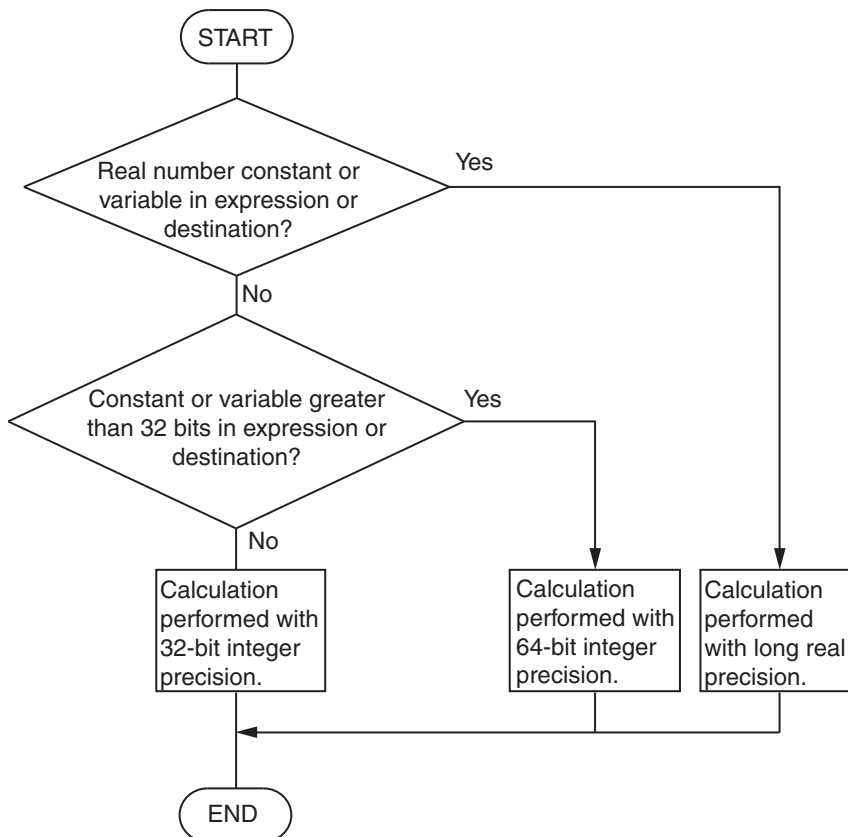 START
Real number constant or
variable in expression or
destination?
Yes
No
Constant or variable greater
than 32 bits in expression or
destination?
Yes
No
Calculation
performed with
32-bit integer
precision.
Calculation
performed with
64-bit integer
precision.
Calculation
performed
with long real
precision.
END